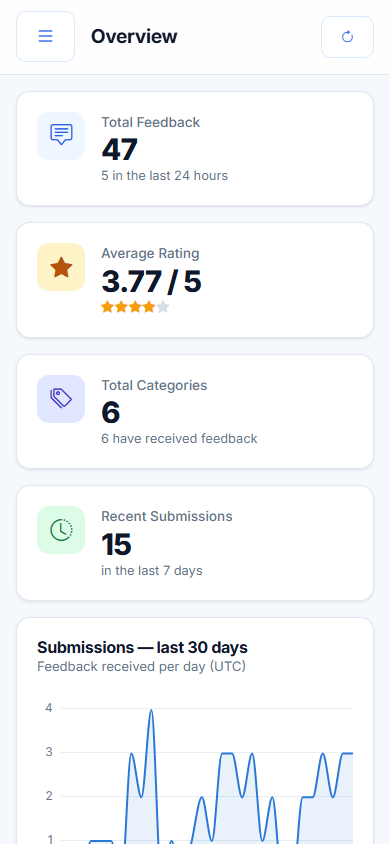 Overview
Total Feedback
47
5 in the last 24 hours
Average Rating
3.77 / 5
Total Categories
6
6 have received feedback
Recent Submissions
15
in the last 7 days
Submissions — last 30 days
Feedback received per day (UTC)
4
3
2
1